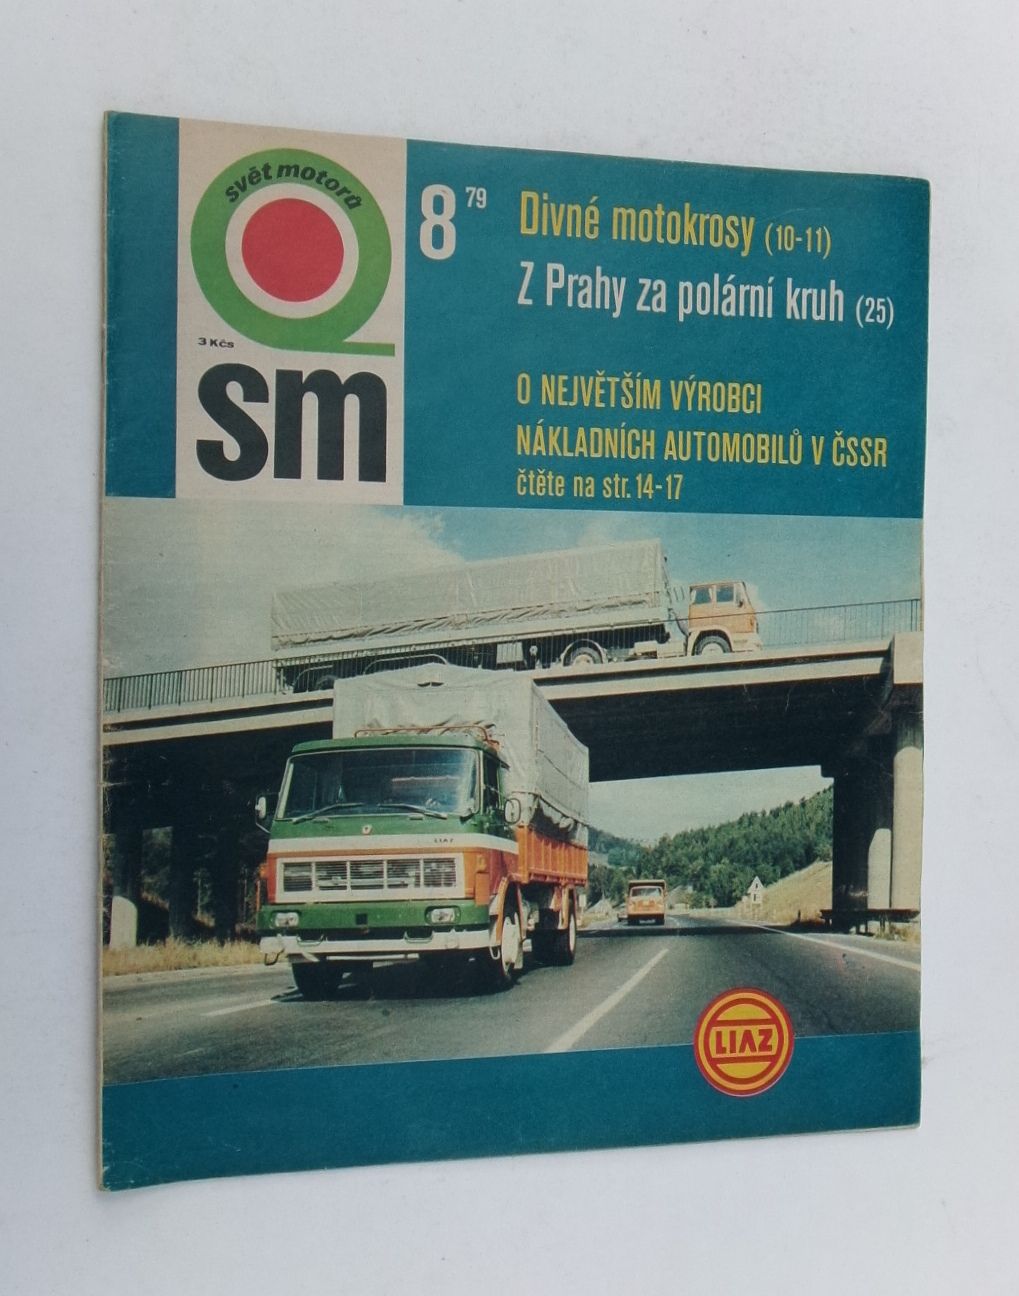 svět motorů
3 Kčs
sm
8 79
Divné motokrosy (10-11)
Z Prahy za polární kruh (25)
O NEJVĚTŠÍM VÝROBCI
NÁKLADNÍCH AUTOMOBILŮ V ČSSR
čtěte na str. 14-17
LIAZ
LIAZ